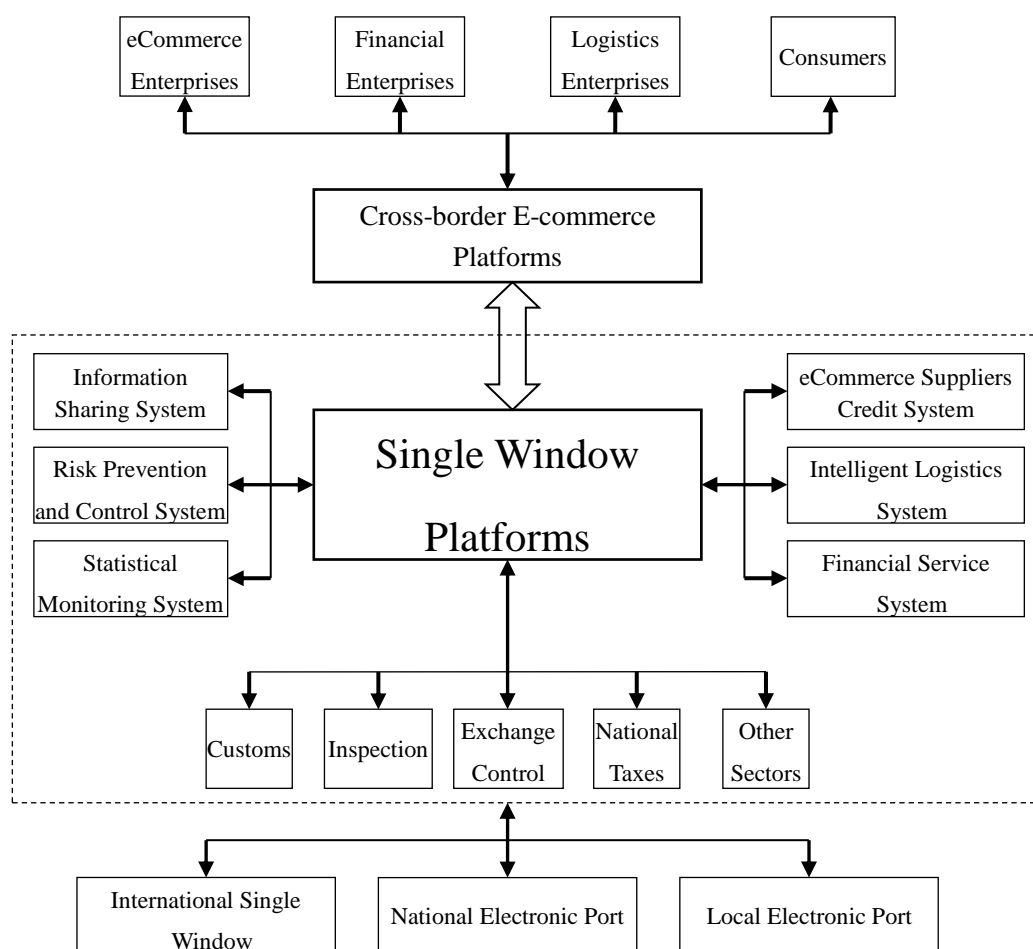 eCommerce
Enterprises
Financial
Enterprises
Logistics
Enterprises
Consumers
Cross-border E-commerce
Platforms
Information
Sharing System
Risk Prevention
and Control System
Statistical
Monitoring System
Single Window
Platforms
eCommerce Suppliers
Credit System
Intelligent Logistics
System
Financial Service
System
Customs
Inspection
Exchange
Control
National
Taxes
Other
Sectors
International Single
Window
National Electronic Port
Local Electronic Port